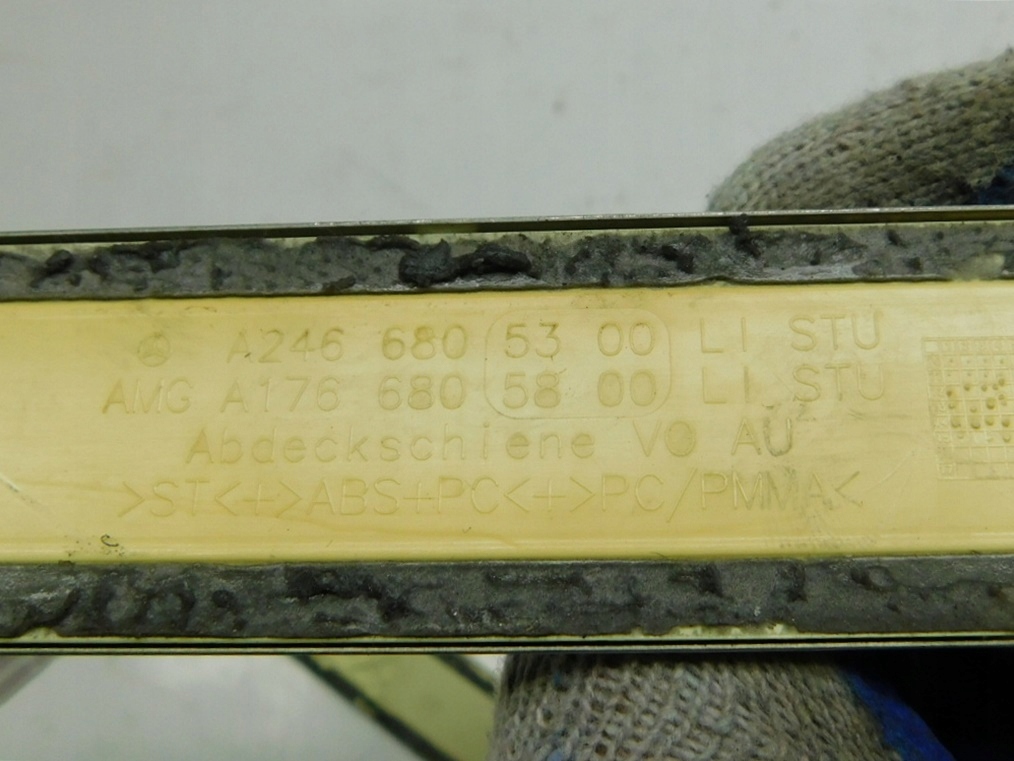 A246 680 53 00 LI STU
AMG A176 680 58 00 LI STU
Abdeckschiene VO AU
>ST<+>ABS+PC<+>PC/PMMA<